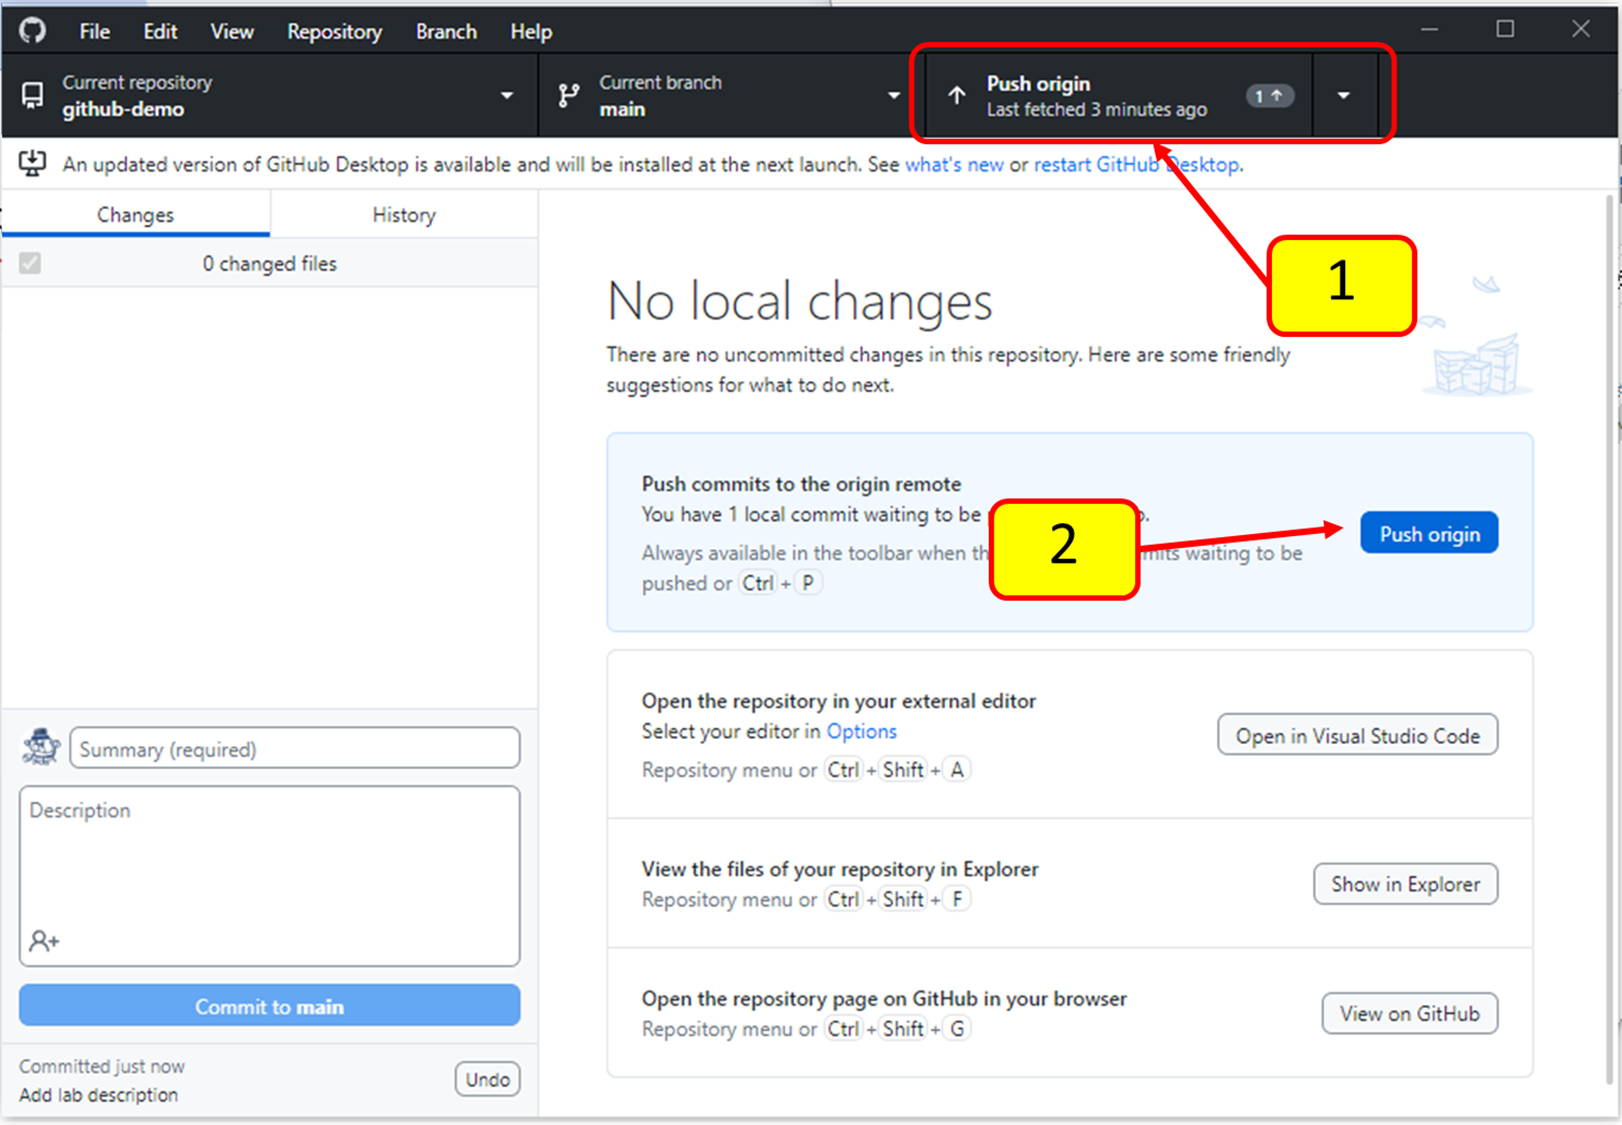 File Edit View Repository Branch Help
Current repository
github-demo
Current branch
main
Push origin
Last fetched 3 minutes ago
1
An updated version of GitHub Desktop is available and will be installed at the next launch. See what's new or restart GitHub Desktop.
Changes
History
0 changed files
1
No local changes
There are no uncommitted changes in this repository. Here are some friendly
suggestions for what to do next.
Push commits to the origin remote
You have 1 local commit waiting to be
2
Always available in the toolbar when waiting to be
pushed or Ctrl + P
Push origin
Open the repository in your external editor
Select your editor in Options
Repository menu or Ctrl + Shift + A
Open in Visual Studio Code
View the files of your repository in Explorer
Repository menu or Ctrl + Shift + F
Show in Explorer
Open the repository page on GitHub in your browser
Repository menu or Ctrl + Shift + G
View on GitHub
Summary (required)
Description
Commit to main
Committed just now
Add lab description
Undo